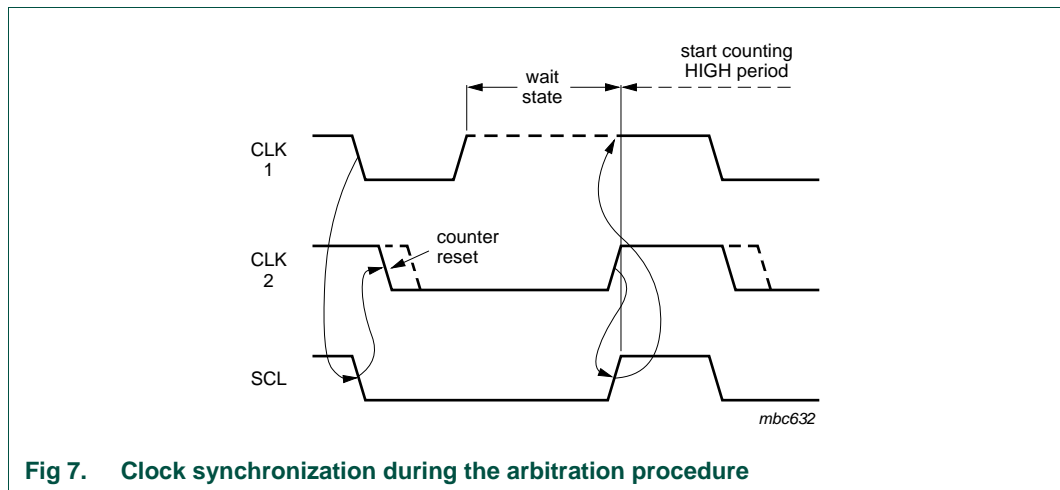 start counting
HIGH period
wait
state
CLK
1
counter
reset
CLK
2
SCL
mbc632
Fig 7. Clock synchronization during the arbitration procedure